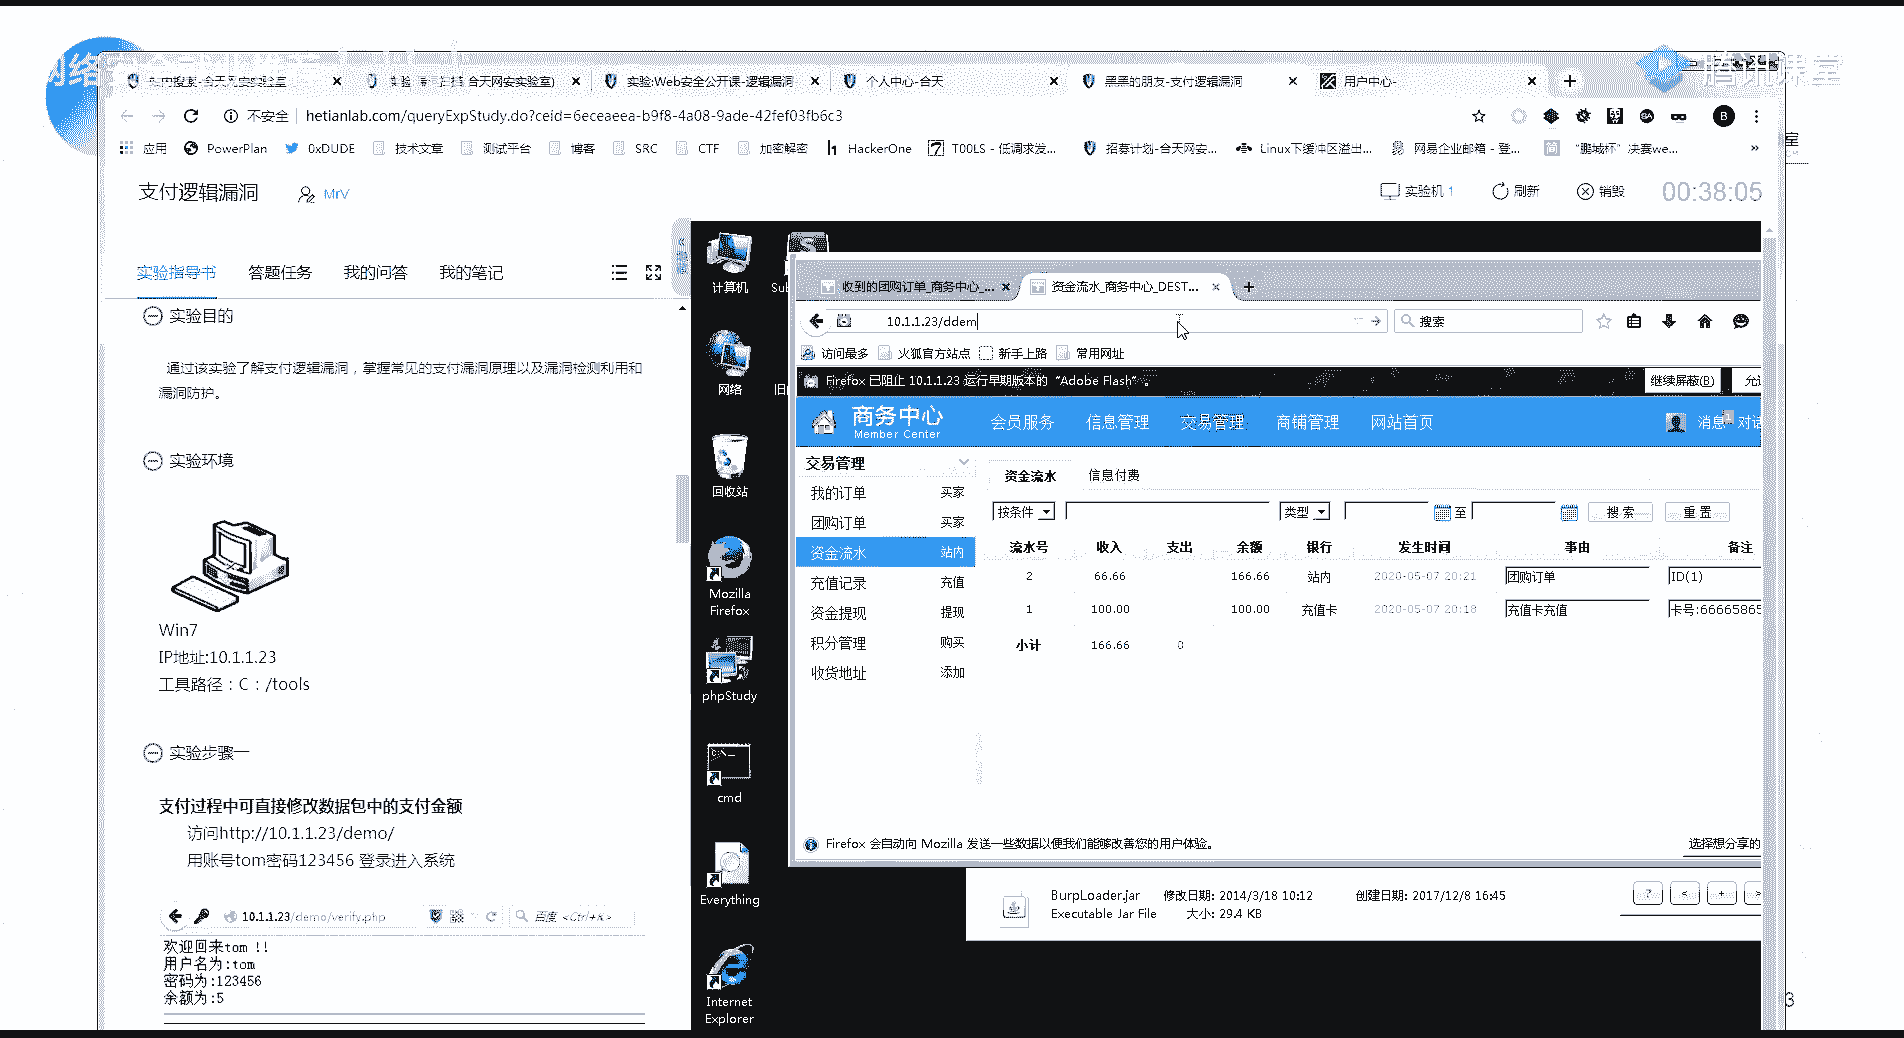 腾讯课堂
实验:Web安全公开课-逻辑漏洞
个人中心-合天
黑黑的朋友-支付逻辑漏洞
用户中心-
不安全
hetianlab.com/queryExpStudy.do?ceid=6eceaeea-b9f8-4a08-9ade-42fef03fb6c3
应用
PowerPlan
0xDUDE
技术文章
测试平台
博客
SRC
CTF
加密解密
HackerOne
T00LS - 低调求发...
招募计划-合天网安...
Linux下缓冲区溢出...
网易企业邮箱 - 登...
“鹏城杯”决赛we...
支付逻辑漏洞
MrV
实验机 1
刷新
销毁
00:38:05
实验指导书
答题任务
我的问答
我的笔记
实验目的
通过该实验了解支付逻辑漏洞，掌握常见的支付漏洞原理以及漏洞检测利用和
漏洞防护。
实验环境
Win7
IP地址:10.1.1.23
工具路径：C：/tools
实验步骤一
支付过程中可直接修改数据包中的支付金额
访问http://10.1.1.23/demo/
用账号tom密码123456 登录进入系统
10.1.1.23/demo/verify.php
百度 <Ctrl+K>
欢迎回来tom !!
用户名为:tom
密码为:123456
余额为:5
计算机
网络
回收站
Mozilla
Firefox
phpStudy
cmd
Everything
Internet
Explorer
收到的团购订单_商务中心_...
资金流水_商务中心_DEST...
10.1.1.23/ddem
搜索
访问最多
火狐官方站点
新手上路
常用网址
Firefox 已阻止 10.1.1.23 运行早期版本的“Adobe Flash”。
继续屏蔽(B)
商务中心
Member Center
会员服务
信息管理
交易管理
商铺管理
网站首页
消息 1
对话
交易管理
我的订单 买家
团购订单 买家
资金流水 站内
充值记录 充值
资金提现 提现
积分管理 购买
收货地址 添加
资金流水
信息付费
按条件
类型
至
搜 索
重 置
流水号 收入 支出 余额 银行 发生时间 事由 备注
2 66.66 166.66 站内 2020-05-07 20:21 团购订单 ID(1)
1 100.00 100.00 充值卡 2020-05-07 20:18 充值卡充值 卡号:66665865
小计 166.66 0
Firefox 会自动向 Mozilla 发送一些数据以便我们能够改善您的用户体验。
选择想分享的
BurpLoader.jar 修改日期: 2014/3/18 10:12 创建日期: 2017/12/8 16:45
Executable Jar File 大小: 29.4 KB
3